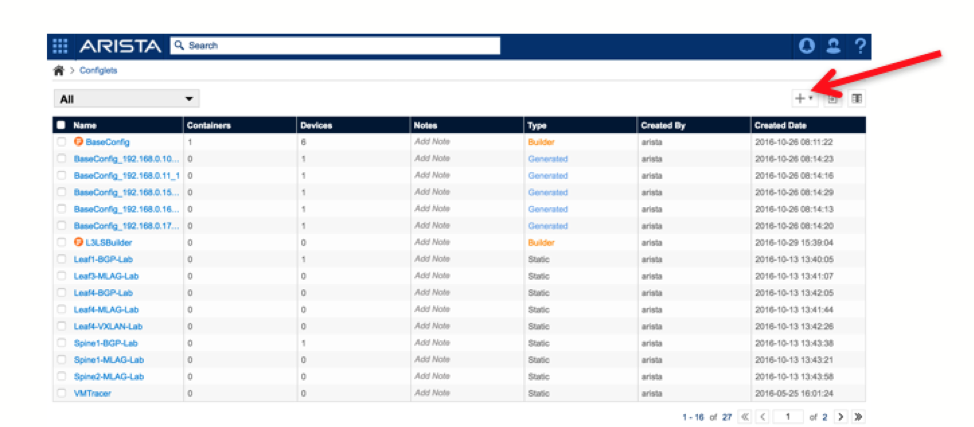 ARISTA Search ?
> Configlets
All
Name Containers Devices Notes Type Created By Created Date
BaseConfig 1 6 Add Note Builder arista 2016-10-26 08:11:22
BaseConfig_192.168.0.10... 0 1 Add Note Generated arista 2016-10-26 08:14:23
BaseConfig_192.168.0.11_1 0 1 Add Note Generated arista 2016-10-26 08:14:16
BaseConfig_192.168.0.15... 0 1 Add Note Generated arista 2016-10-26 08:14:29
BaseConfig_192.168.0.16... 0 1 Add Note Generated arista 2016-10-26 08:14:13
BaseConfig_192.168.0.17... 0 1 Add Note Generated arista 2016-10-26 08:14:20
L3LSBuilder 0 0 Add Note Builder arista 2016-10-29 15:39:04
Leaf1-BGP-Lab 0 1 Add Note Static arista 2016-10-13 13:40:05
Leaf3-MLAG-Lab 0 0 Add Note Static arista 2016-10-13 13:41:07
Leaf4-BGP-Lab 0 0 Add Note Static arista 2016-10-13 13:42:05
Leaf4-MLAG-Lab 0 0 Add Note Static arista 2016-10-13 13:41:44
Leaf4-VXLAN-Lab 0 0 Add Note Static arista 2016-10-13 13:42:26
Spine1-BGP-Lab 0 1 Add Note Static arista 2016-10-13 13:43:38
Spine1-MLAG-Lab 0 0 Add Note Static arista 2016-10-13 13:43:21
Spine2-MLAG-Lab 0 0 Add Note Static arista 2016-10-13 13:43:58
VMTracer 0 0 Add Note Static arista 2016-05-25 16:01:24
1 - 16 of 27 « < 1 of 2 > »